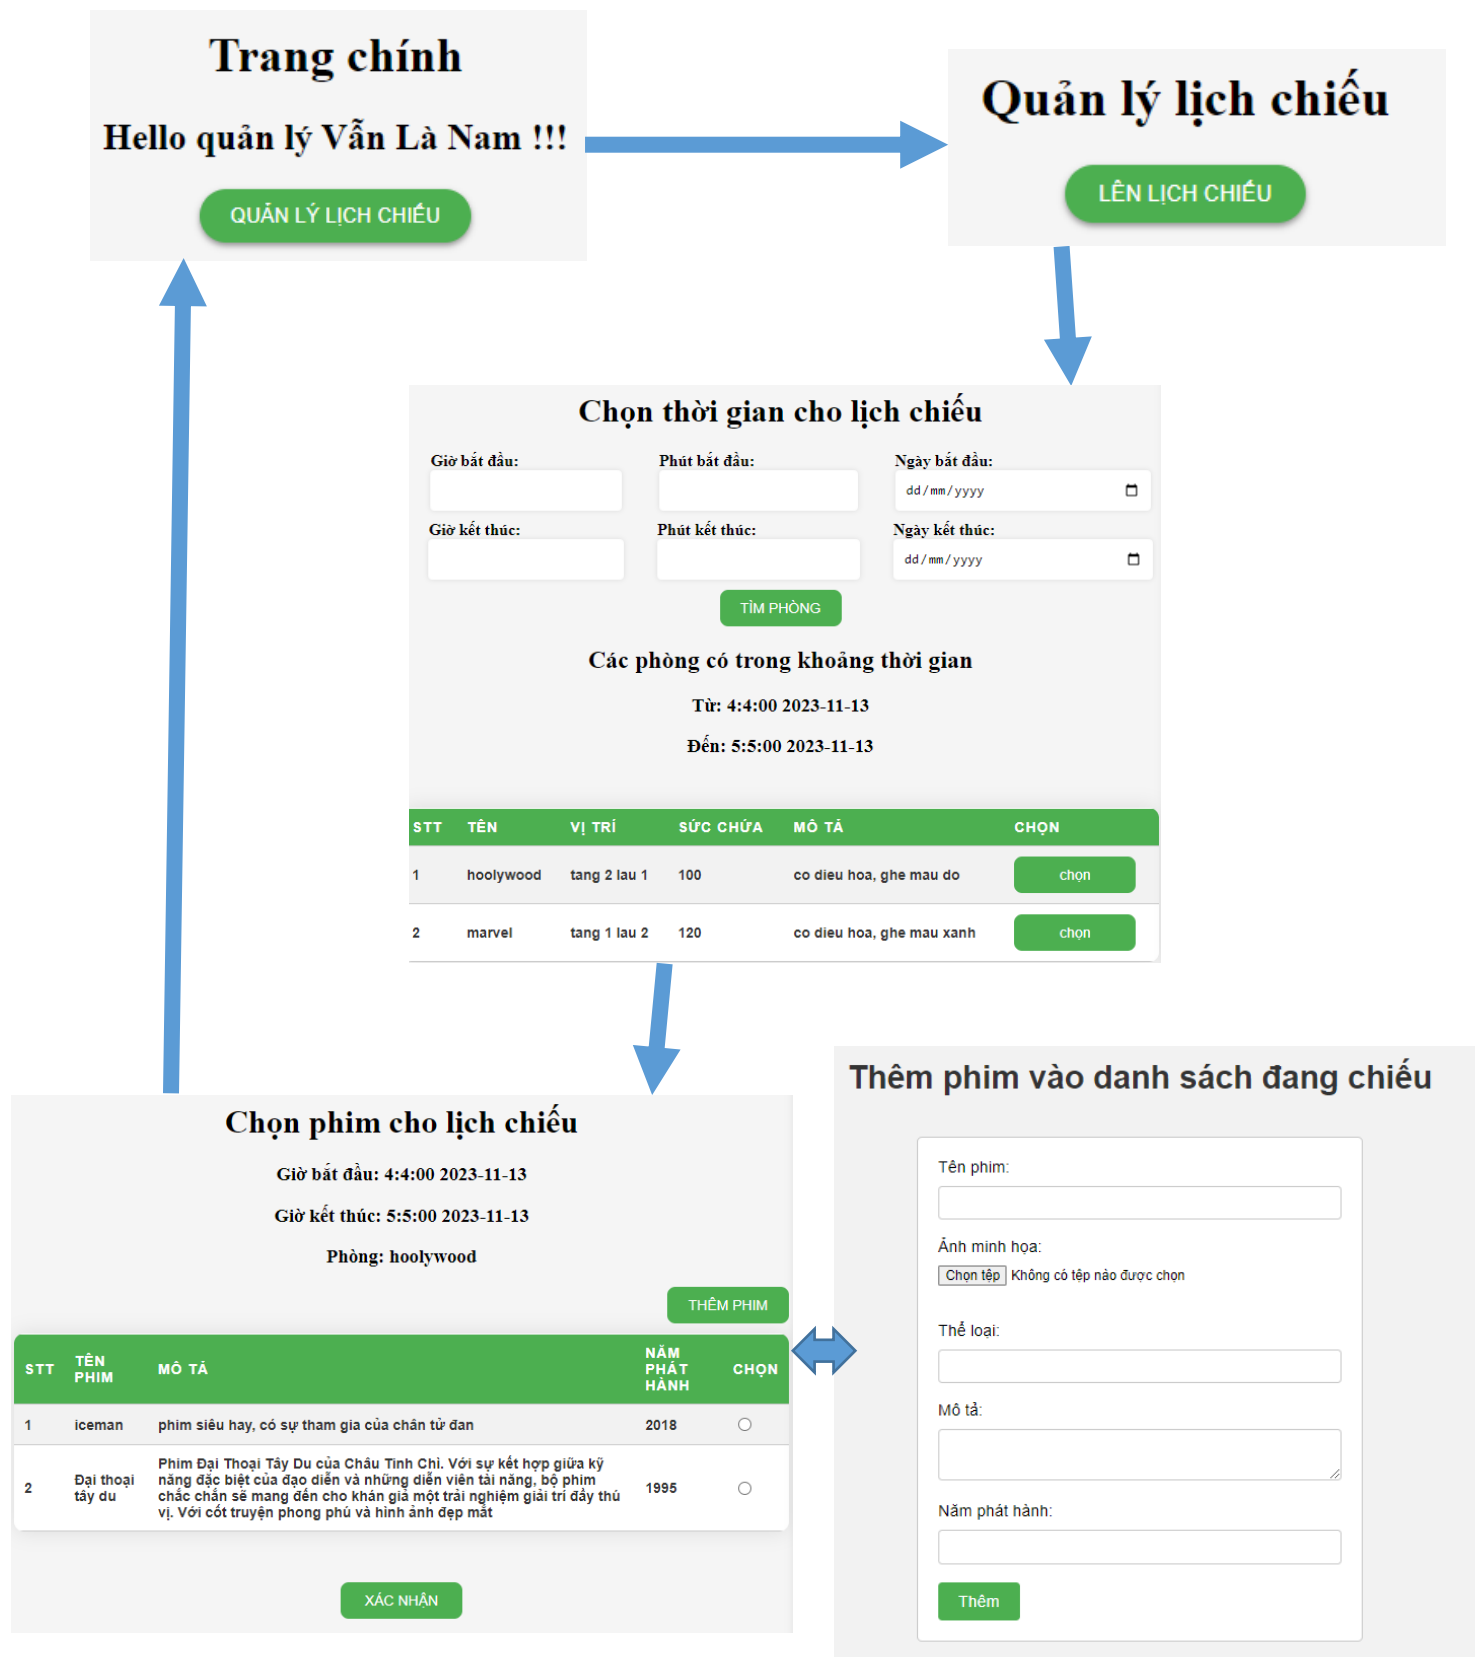 Trang chính
Hello quản lý Vẫn Là Nam !!!
QUẢN LÝ LỊCH CHIẾU
Quản lý lịch chiếu
LÊN LỊCH CHIẾU
Chọn thời gian cho lịch chiếu
Giờ bắt đầu: Phút bắt đầu: Ngày bắt đầu:
dd/mm/yyyy
Giờ kết thúc: Phút kết thúc: Ngày kết thúc:
dd/mm/yyyy
TÌM PHÒNG
Các phòng có trong khoảng thời gian
Từ: 4:4:00 2023-11-13
Đến: 5:5:00 2023-11-13
STT TÊN VỊ TRÍ SỨC CHỨA MÔ TẢ CHỌN
1 hoolywood tang 2 lau 1 100 co dieu hoa, ghe mau do chọn
2 marvel tang 1 lau 2 120 co dieu hoa, ghe mau xanh chọn
Chọn phim cho lịch chiếu
Giờ bắt đầu: 4:4:00 2023-11-13
Giờ kết thúc: 5:5:00 2023-11-13
Phòng: hoolywood
THÊM PHIM
STT TÊN PHIM MÔ TẢ NĂM PHÁT HÀNH CHỌN
1 iceman phim siêu hay, có sự tham gia của chân tử đan 2018
2 Đại thoại tây du Phim Đại Thoại Tây Du của Châu Tinh Chì. Với sự kết hợp giữa kỹ
năng đặc biệt của đạo diễn và những diễn viên tài năng, bộ phim
chắc chắn sẽ mang đến cho khán giả một trải nghiệm giải trí đầy thú
vị. Với cốt truyện phong phú và hình ảnh đẹp mắt 1995
XÁC NHẬN
Thêm phim vào danh sách đang chiếu
Tên phim:
Ảnh minh họa:
Chọn tệp Không có tệp nào được chọn
Thể loại:
Mô tả:
Năm phát hành:
Thêm